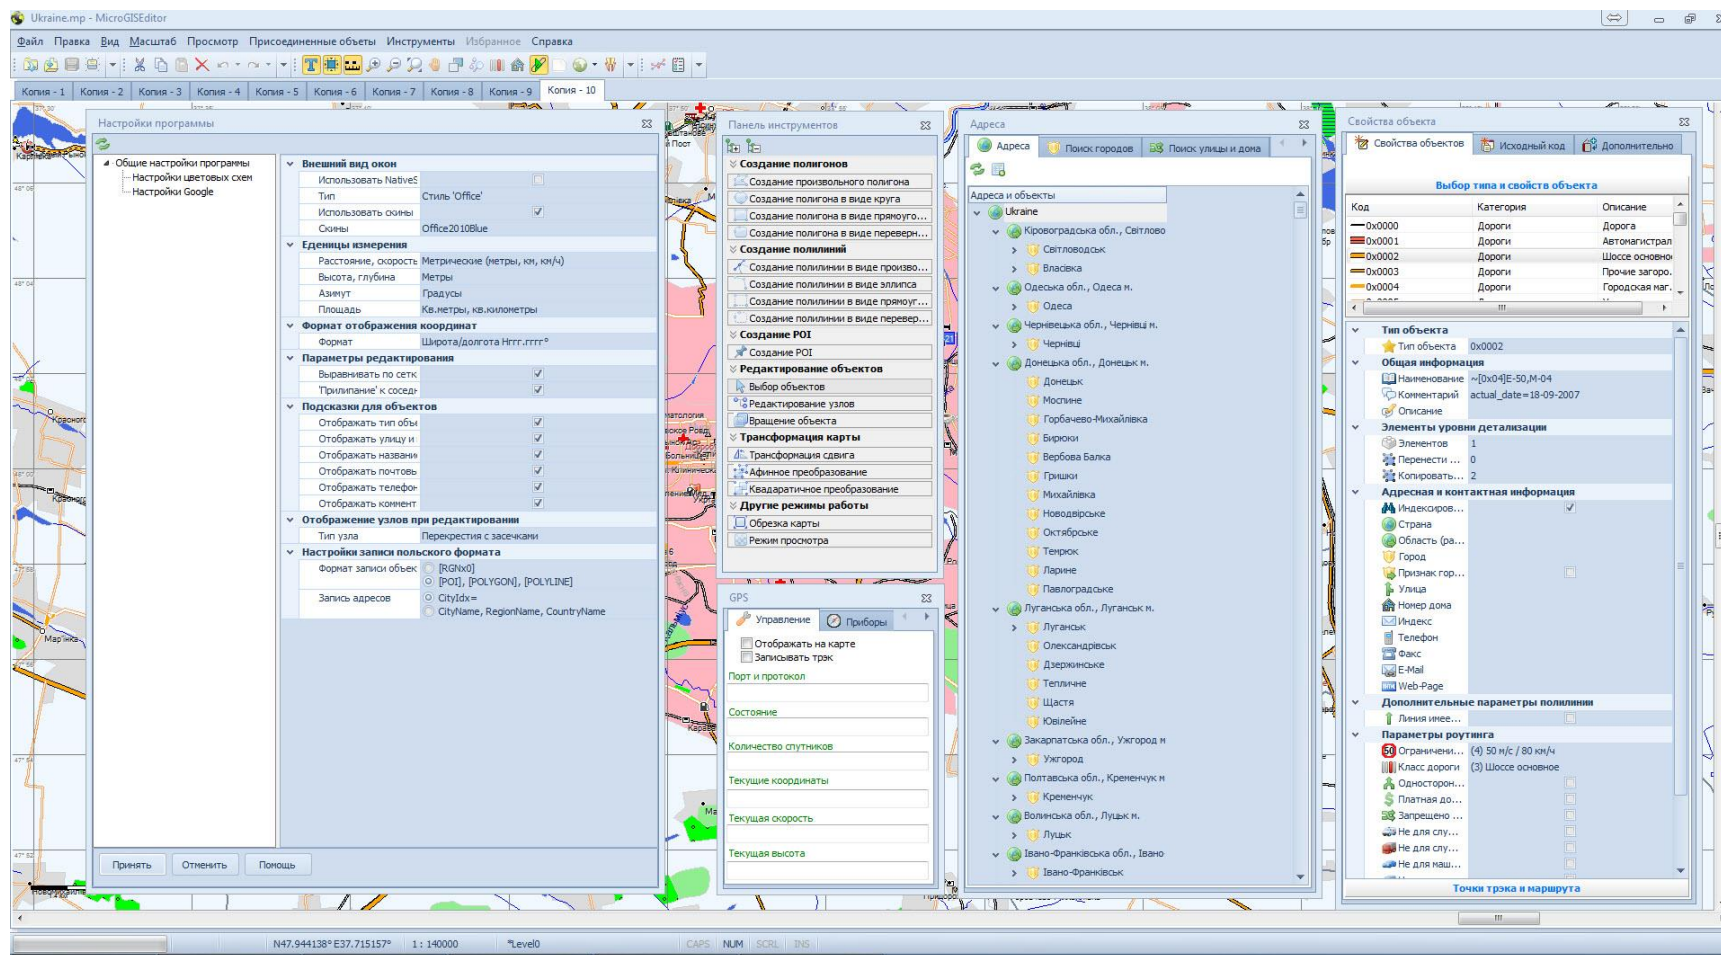 Ukraine.mp - MicroGISEditor
Файл Правка Вид Масштаб Просмотр Присоединенные объеты Инструменты Избранное Справка
Копия - 1 Копия - 2 Копия - 3 Копия - 4 Копия - 5 Копия - 6 Копия - 7 Копия - 8 Копия - 9 Копия - 10
Настройки программы
Общие настройки программы
Настройки цветовых схем
Настройки Google
Внешний вид окон
Использовать NativeS
Тип Стиль 'Office'
Использовать скины
Скины Office2010Blue
Еденицы измерения
Расстояние, скорость Метрические (метры, км, км/ч)
Высота, глубина Метры
Азимут Градусы
Площадь Кв.метры, кв.километры
Формат отображения координат
Формат Широта/долгота Hггг.гггг°
Параметры редактирования
Выравнивать по сетк
'Прилипание' к соседн
Подсказки для объектов
Отображать тип объе
Отображать улицу и
Отображать названи
Отображать почтовь
Отображать телефон
Отображать коммент
Отображение узлов при редактировании
Тип узла Перекрестия с засечками
Настройки записи польского формата
Формат записи объек [RGNx0]
[POI], [POLYGON], [POLYLINE]
Запись адресов CityIdx=
CityName, RegionName, CountryName
Принять Отменить Помощь
Панель инструментов
Создание полигонов
Создание произвольного полигона
Создание полигона в виде круга
Создание полигона в виде прямоуго...
Создание полигона в виде переверн...
Создание полилиний
Создание полилинии в виде произво...
Создание полилинии в виде эллипса
Создание полилинии в виде прямоуг...
Создание полилинии в виде перевер...
Создание POI
Создание POI
Редактирование объектов
Выбор объектов
Редактирование узлов
Вращение объекта
Трансформация карты
Трансформация сдвига
Афинное преобразование
Квадаратичное преобразование
Другие режимы работы
Обрезка карты
Режим просмотра
GPS
Управление Приборы
Отображать на карте
Записывать трэк
Порт и протокол
Состояние
Количество спутников
Текущие координаты
Текущая скорость
Текущая высота
Адреса
Адреса Поиск городов Поиск улицы и дома
Адреса и объекты
Ukraine
Кіровоградська обл., Світлово
Світловодськ
Власівка
Одеська обл., Одеса м.
Одеса
Чернівецька обл., Чернівці м.
Чернівці
Донецька обл., Донецьк м.
Донецьк
Моспине
Горбачево-Михайлівка
Бирюки
Вербова Балка
Гришки
Михайлівка
Новодвірське
Октябрське
Темрюк
Ларине
Павлоградське
Луганська обл., Луганськ м.
Луганськ
Олександрівськ
Дзержинське
Тепличне
Щастя
Ювілейне
Закарпатська обл., Ужгород м
Ужгород
Полтавська обл., Кременчук м
Кременчук
Волинська обл., Луцьк м.
Луцьк
Івано-Франківська обл., Івано
Івано-Франківськ
Свойства объекта
Свойства объектов Исходный код Дополнительно
Выбор типа и свойств объекта
Код Категория Описание
0x0000 Дороги Дорога
0x0001 Дороги Автомагистрал
0x0002 Дороги Шоссе основно
0x0003 Дороги Прочие загоро.
0x0004 Дороги Городская маг.
Тип объекта
Тип объекта 0x0002
Общая информация
Наименование ~[0x04]E-50,M-04
Комментарий actual_date=18-09-2007
Описание
Элементы уровни детализации
Элементов 1
Перенести ... 0
Копировать... 2
Адресная и контактная информация
Индексиров...
Страна
Область (ра...
Город
Признак гор...
Улица
Номер дома
Индекс
Телефон
Факс
E-Mail
Web-Page
Дополнительные параметры полилинии
Линия имее...
Параметры роутинга
Ограничени... (4) 50 м/с / 80 км/ч
Класс дороги (3) Шоссе основное
Односторон...
Платная до...
Запрещено ...
Не для слу...
Не для слу...
Не для маш...
Точки трэка и маршрута
N47.944138° E37.715157° 1 : 140000 *Level0 CAPS NUM SCRL INS